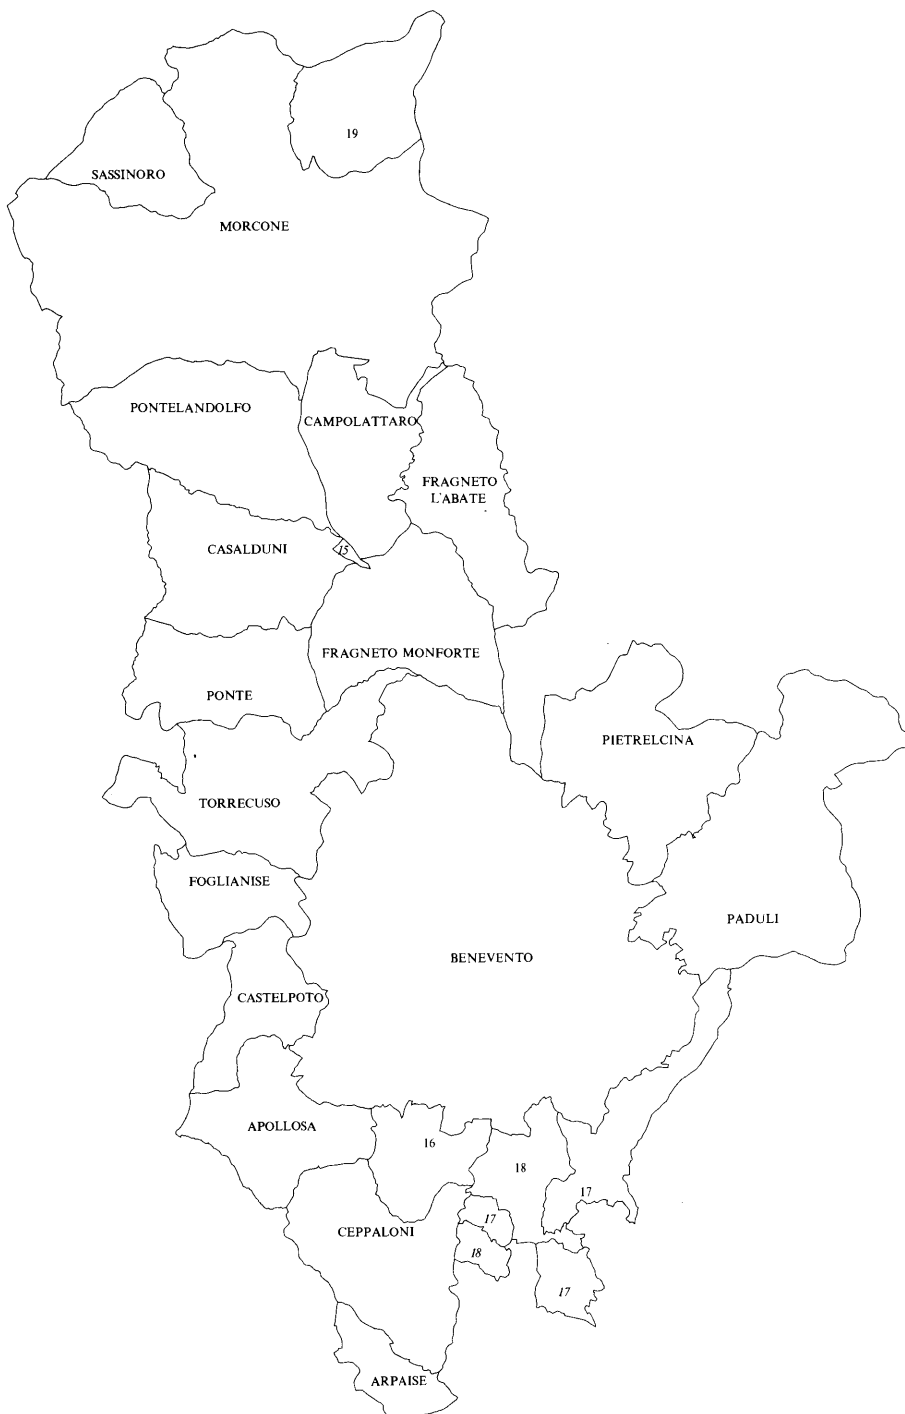 19
SASSINORO
MORCONE
PONTELANDOLFO
CAMPOLATTARO
FRAGNETO
L'ABATE
CASALDUNI
15
FRAGNETO MONFORTE
PONTE
PIETRELCINA
TORRECUSO
FOGLIANISE
PADULI
BENEVENTO
CASTELPOTO
APOLLOSA
16
18
17
17
CEPPALONI
18
17
ARPAISE